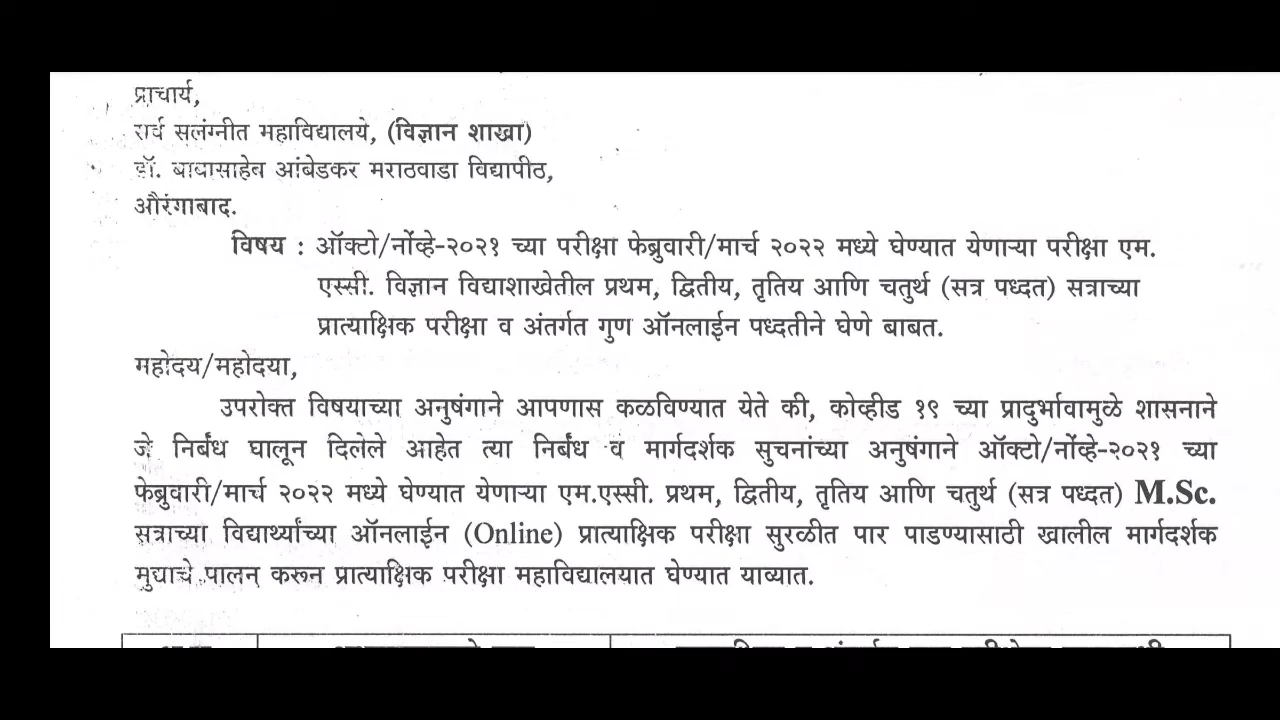 प्राचार्य,
सर्व सलंग्नीत महाविद्यालये, (विज्ञान शाखा)
डॉ. बाबासाहेब आंबेडकर मराठवाडा विद्यापीठ,
औरंगाबाद.
विषय : ऑक्टो/नोंव्हे-२०२१ च्या परीक्षा फेब्रुवारी/मार्च २०२२ मध्ये घेण्यात येणाऱ्या परीक्षा एम.
एस्सी. विज्ञान विद्याशाखेतील प्रथम, द्वितीय, तृतिय आणि चतुर्थ (सत्र पध्दत) सत्राच्या
प्रात्याक्षिक परीक्षा व अंतर्गत गुण ऑनलाईन पध्दतीने घेणे बाबत.
महोदय/महोदया,
उपरोक्त विषयाच्या अनुषंगाने आपणास कळविण्यात येते की, कोव्हीड १९ च्या प्रादुर्भावामुळे शासनाने
जे निर्बंध घालून दिलेले आहेत त्या निर्बंध व मार्गदर्शक सुचनांच्या अनुषंगाने ऑक्टो/नोंव्हे-२०२१ च्या
फेब्रुवारी/मार्च २०२२ मध्ये घेण्यात येणाऱ्या एम.एस्सी. प्रथम, द्वितीय, तृतिय आणि चतुर्थ (सत्र पध्दत) M.Sc.
सत्राच्या विद्यार्थ्यांच्या ऑनलाईन (Online) प्रात्याक्षिक परीक्षा सुरळीत पार पाडण्यासाठी खालील मार्गदर्शक
मुद्याचे पालन करून प्रात्याक्षिक परीक्षा महाविद्यालयात घेण्यात याव्यात.